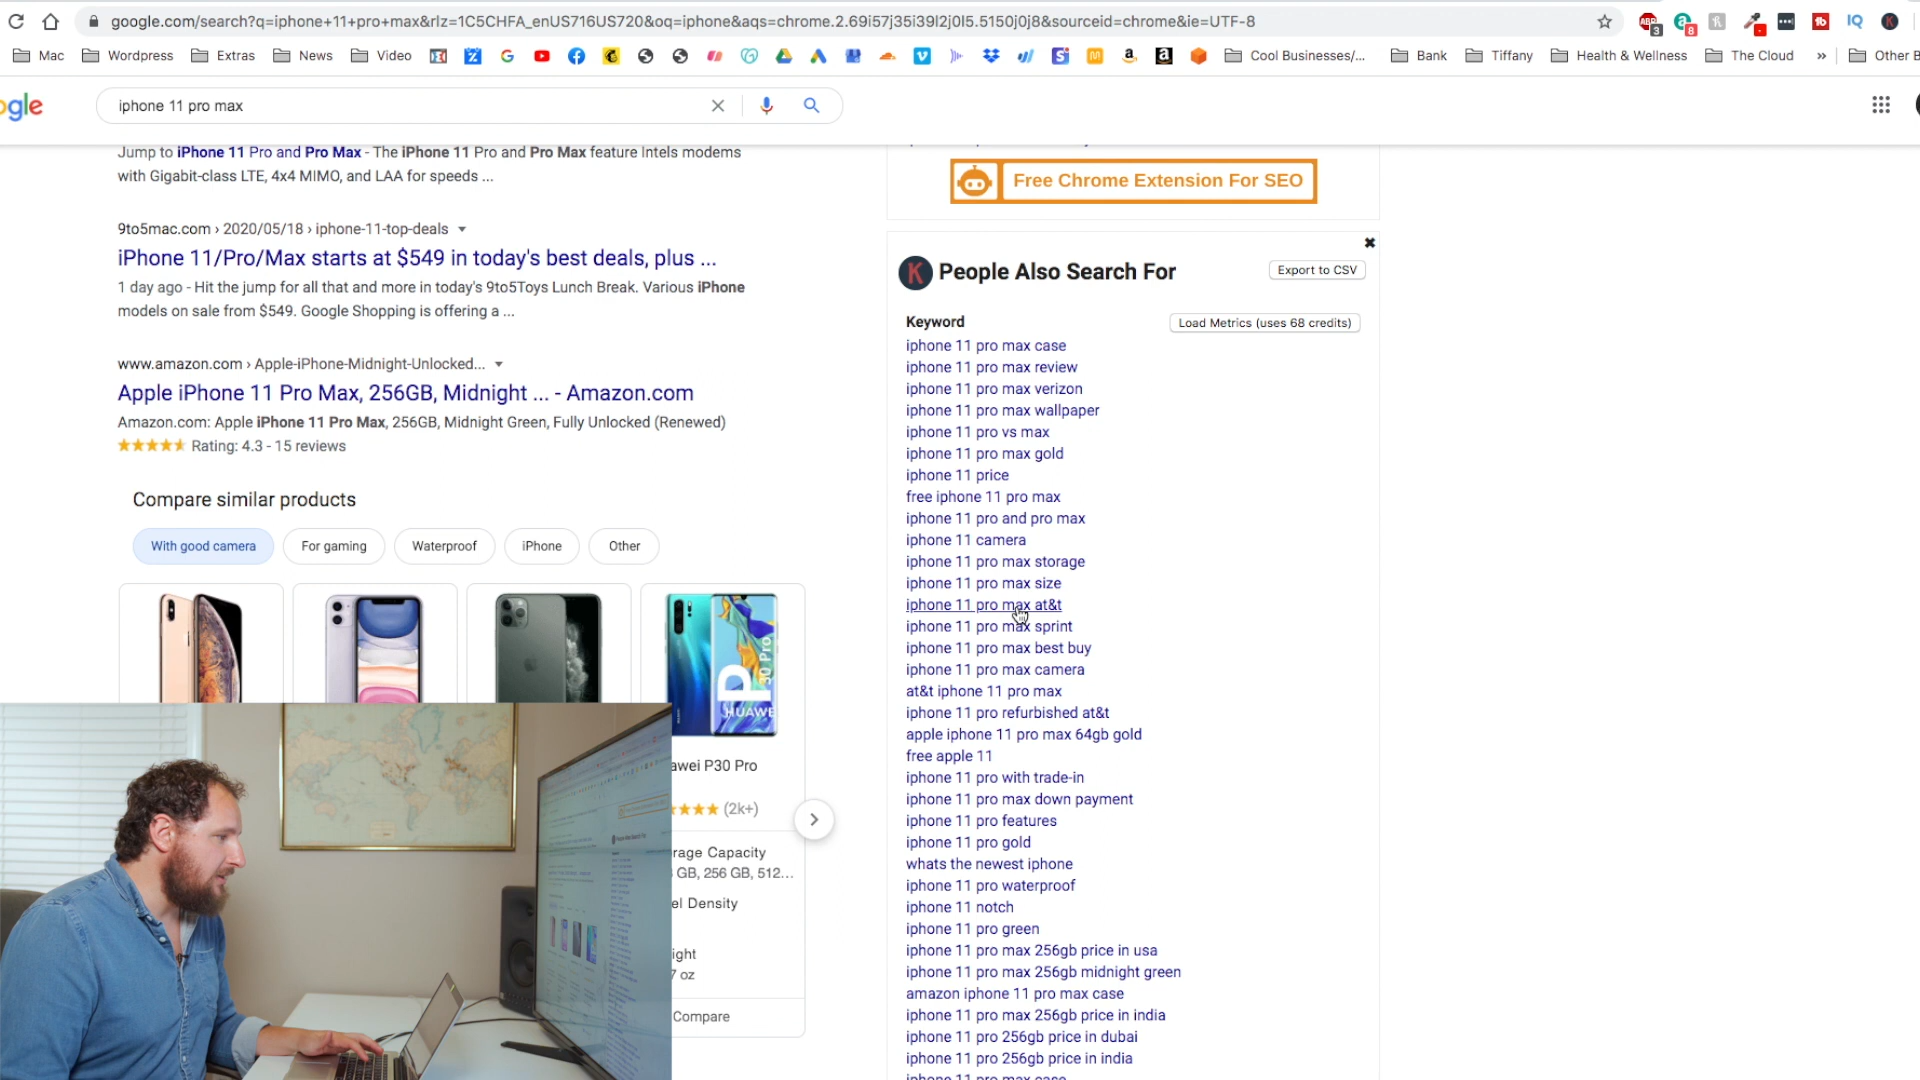 google.com/search?q=iphone+11+pro+max&rlz=1C5CHFA_enUS716US720&oq=iphone&aqs=chrome.2.69i57j35i39l2j0l5.5150j0j8&sourceid=chrome&ie=UTF-8
ABP
3
8
IQ
K
Mac
Wordpress
Extras
News
Video
Cool Businesses/...
Bank
Tiffany
Health & Wellness
The Cloud
»
Other B
ogle
iphone 11 pro max
Jump to iPhone 11 Pro and Pro Max - The iPhone 11 Pro and Pro Max feature Intels modems
with Gigabit-class LTE, 4x4 MIMO, and LAA for speeds ...
9to5mac.com › 2020/05/18 › iphone-11-top-deals
iPhone 11/Pro/Max starts at $549 in today's best deals, plus ...
1 day ago - Hit the jump for all that and more in today's 9to5Toys Lunch Break. Various iPhone
models on sale from $549. Google Shopping is offering a ...
www.amazon.com › Apple-iPhone-Midnight-Unlocked...
Apple iPhone 11 Pro Max, 256GB, Midnight ... - Amazon.com
Amazon.com: Apple iPhone 11 Pro Max, 256GB, Midnight Green, Fully Unlocked (Renewed)
Rating: 4.3 - 15 reviews
Compare similar products
With good camera
For gaming
Waterproof
iPhone
Other
P
30 Pro
HUAWE
awei P30 Pro
(2k+)
rage Capacity
GB, 256 GB, 512...
el Density
ight
7 oz
Compare
Free Chrome Extension For SEO
K People Also Search For
Export to CSV
Keyword
Load Metrics (uses 68 credits)
iphone 11 pro max case
iphone 11 pro max review
iphone 11 pro max verizon
iphone 11 pro max wallpaper
iphone 11 pro vs max
iphone 11 pro max gold
iphone 11 price
free iphone 11 pro max
iphone 11 pro and pro max
iphone 11 camera
iphone 11 pro max storage
iphone 11 pro max size
iphone 11 pro max at&t
iphone 11 pro max sprint
iphone 11 pro max best buy
iphone 11 pro max camera
at&t iphone 11 pro max
iphone 11 pro refurbished at&t
apple iphone 11 pro max 64gb gold
free apple 11
iphone 11 pro with trade-in
iphone 11 pro max down payment
iphone 11 pro features
iphone 11 pro gold
whats the newest iphone
iphone 11 pro waterproof
iphone 11 notch
iphone 11 pro green
iphone 11 pro max 256gb price in usa
iphone 11 pro max 256gb midnight green
amazon iphone 11 pro max case
iphone 11 pro max 256gb price in india
iphone 11 pro 256gb price in dubai
iphone 11 pro 256gb price in india
iphone 11 pro max case